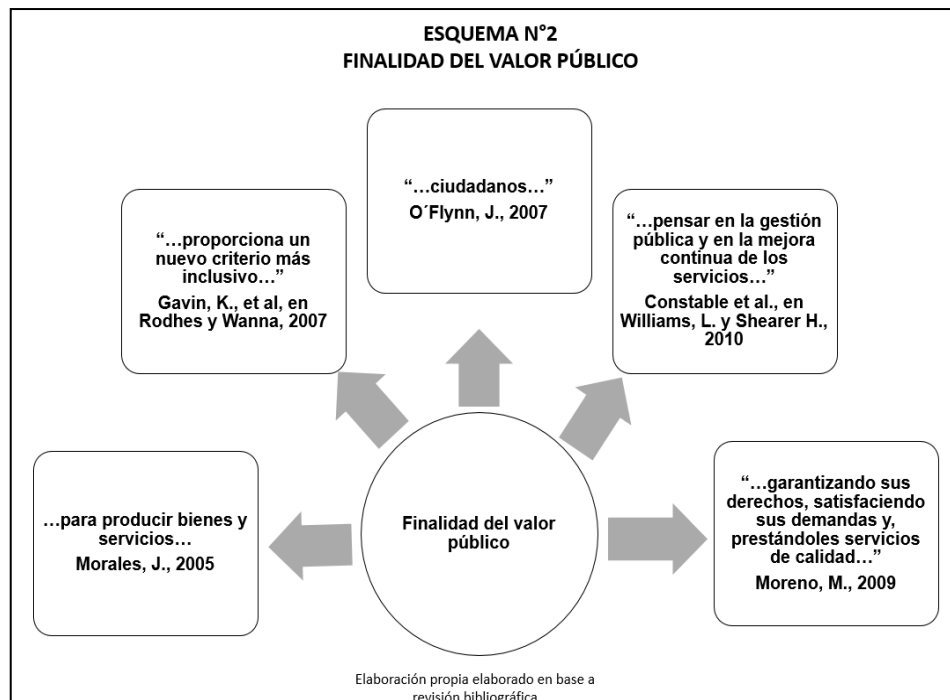 ESQUEMA N°2
FINALIDAD DEL VALOR PÚBLICO
“…ciudadanos…”
O´Flynn, J., 2007
“…proporciona un
nuevo criterio más
inclusivo…”
Gavin, K., et al, en
Rodhes y Wanna, 2007
“…pensar en la gestión
pública y en la mejora
continua de los
servicios…”
Constable et al., en
Williams, L. y Shearer H.,
2010
…para producir bienes y
servicios…
Morales, J., 2005
Finalidad del valor
público
“…garantizando sus
derechos, satisfaciendo
sus demandas y,
prestándoles servicios
de calidad…”
Moreno, M., 2009
Elaboración propia elaborado en base a
revisión bibliográfica